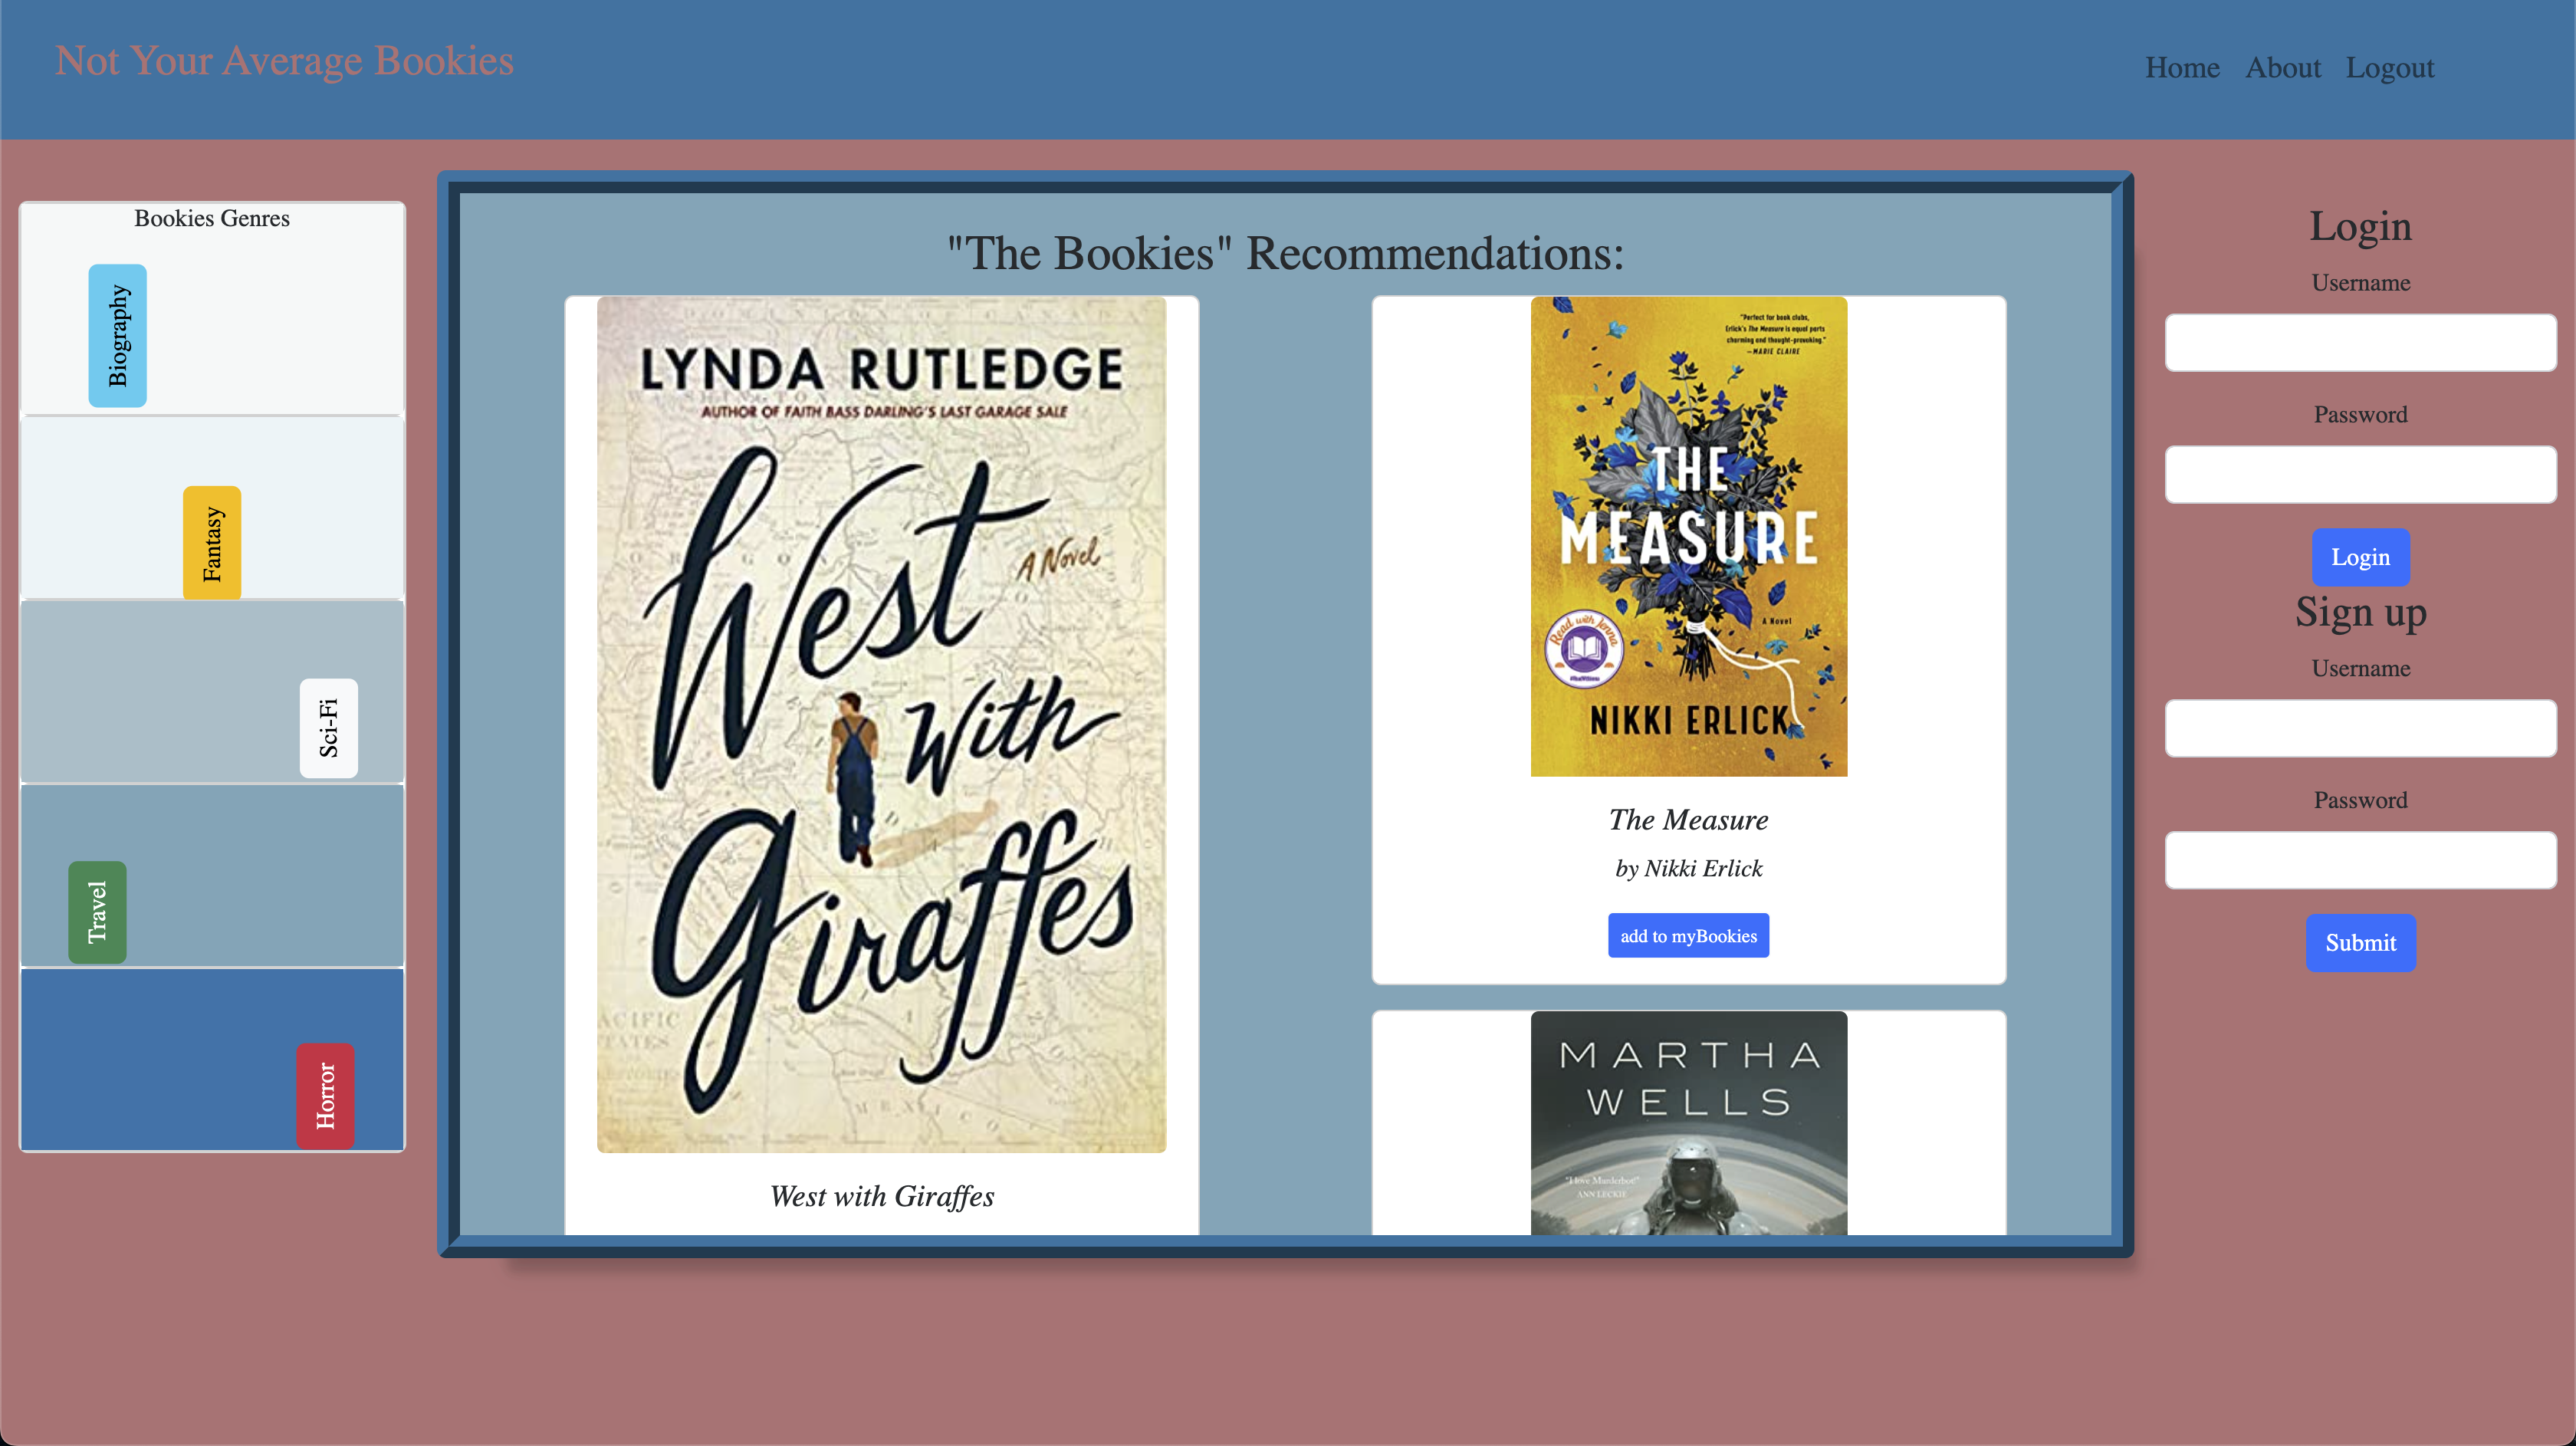 Not Your Average Bookies
Home About Logout
Bookies Genres
Biography
Fantasy
Sci-Fi
Travel
Horror
"The Bookies" Recommendations:
LYNDA RUTLEDGE
AUTHOR OF FAITH BASS DARLING'S LAST GARAGE SALE
West
A Novel
With
Giraffes
West with Giraffes
"Perfect for book clubs,
Erlick's The Measure is equal parts
charming and thought-provoking."
—MARIE CLAIRE
THE
MEASURE
A Novel
Read with Jenna
NIKKI ERLICK
The Measure
by Nikki Erlick
add to myBookies
MARTHA
WELLS
"I love Murderbot!"
ANN LECKIE
Login
Username
Password
Login
Sign up
Username
Password
Submit